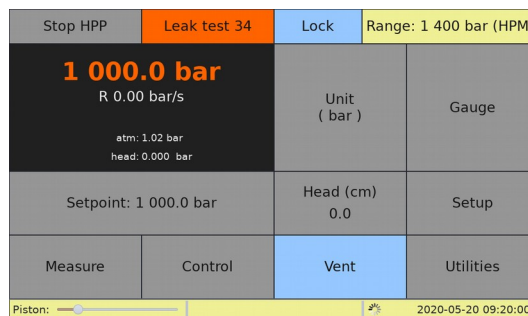 Stop HPP
Leak test 34
Lock
Range: 1 400 bar (HPM
1 000.0 bar
R 0.00 bar/s
atm: 1.02 bar
head: 0.000 bar
Unit
( bar )
Gauge
Setpoint: 1 000.0 bar
Head (cm)
0.0
Setup
Measure
Control
Vent
Utilities
Piston:
2020-05-20 09:20:00